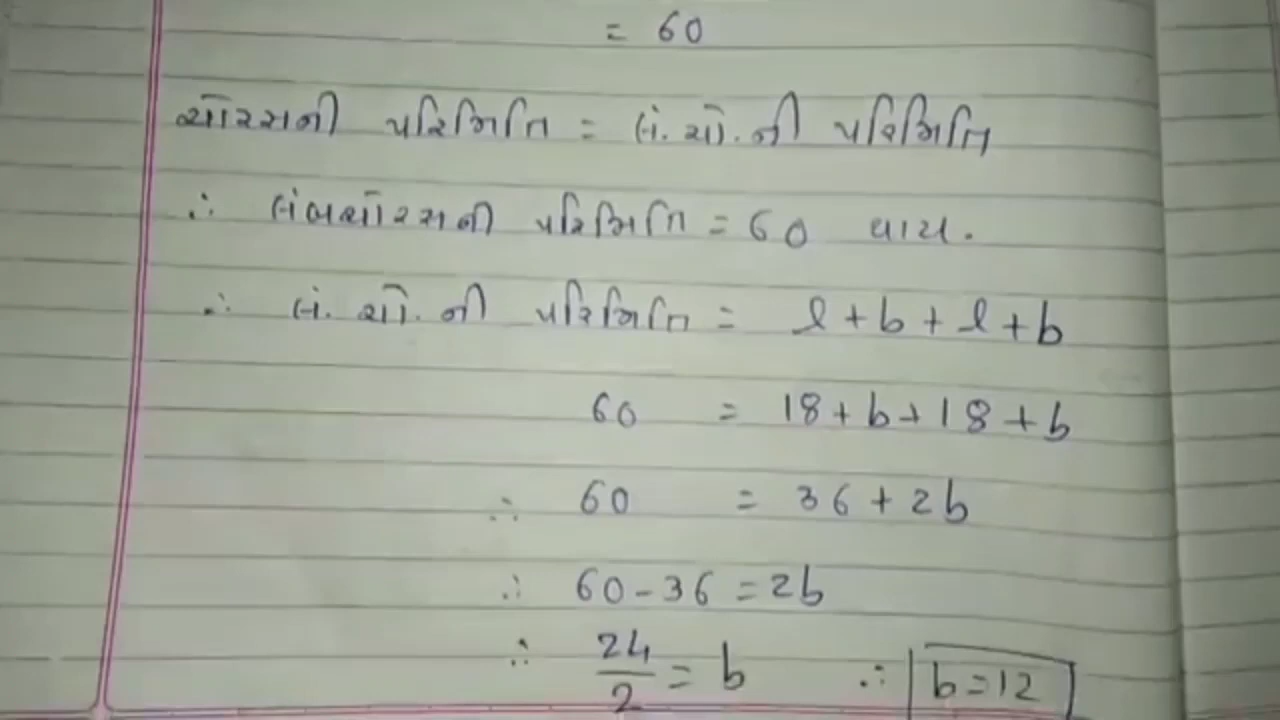 = 60
ચોરસની પરિમિતિ = લં. ચો. ની પરિમિતિ
∴ લંબચોરસની પરિમિતિ = 60 થાય.
∴ લં. ચો. ની પરિમિતિ = l + b + l + b
60 = 18 + b + 18 + b
∴ 60 = 36 + 2b
∴ 60 - 36 = 2b
∴ 24/2 = b ∴ b = 12